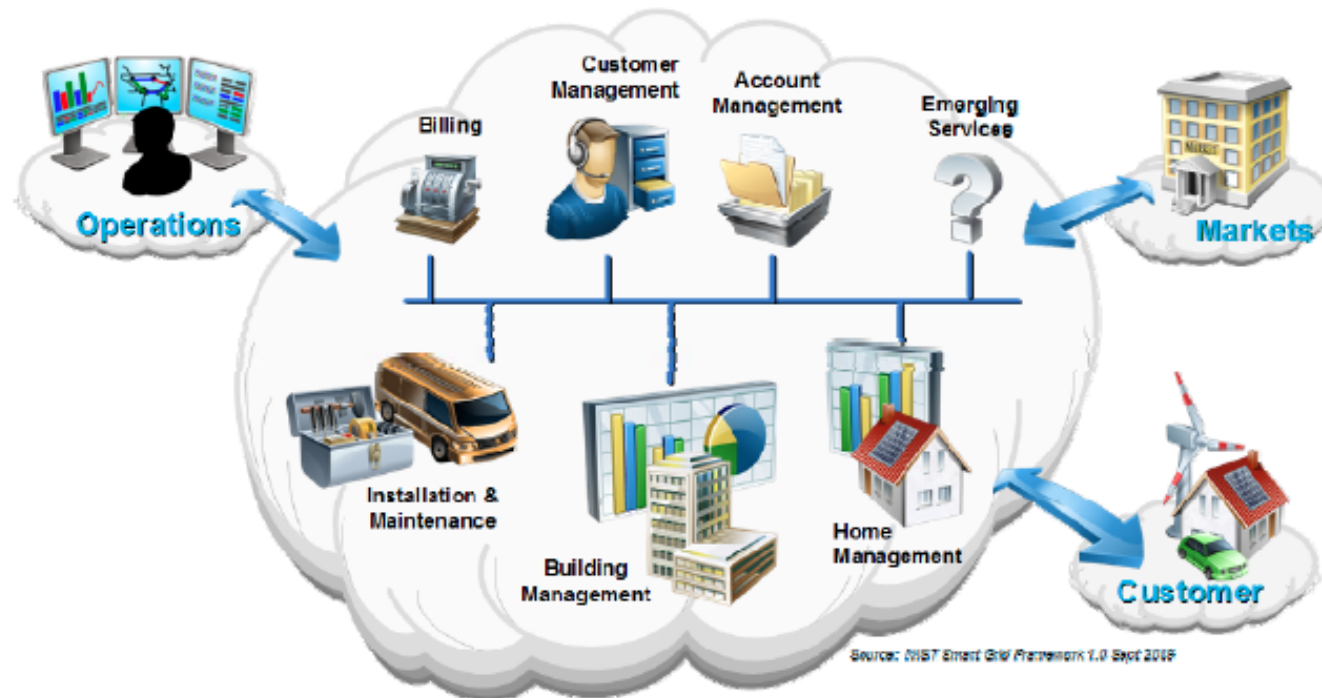 Customer
Management
Account
Management
Emerging
Services
Billing
MARKET
Operations
Markets
Installation &
Maintenance
Building
Management
Home
Management
Customer
Source: NIST Smart Grid Framework 1.0 Sept 2009